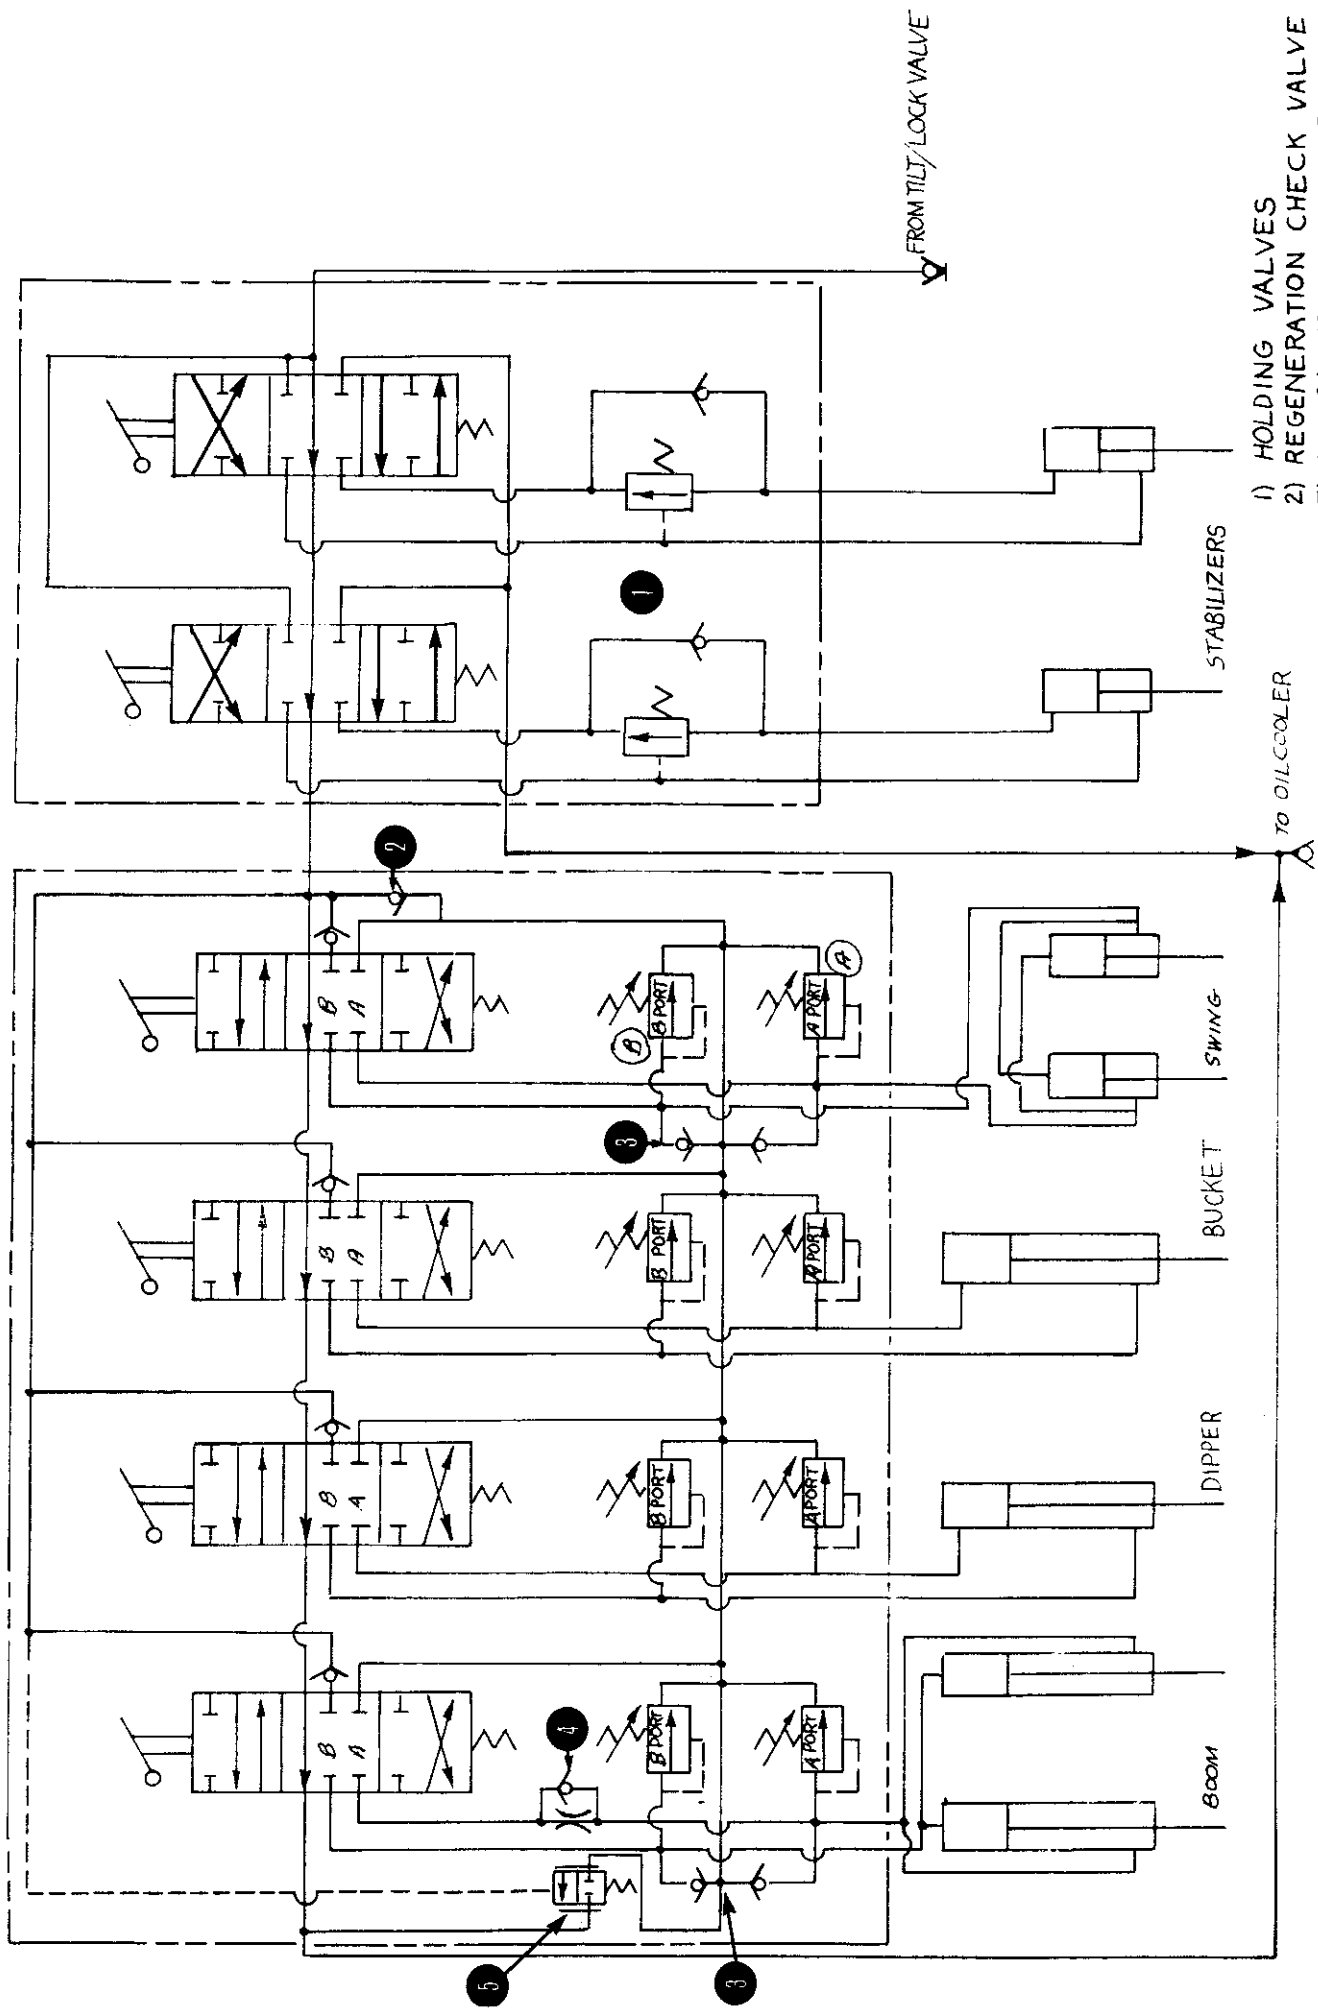 B
B
B
B
A
A
A
A
2
5
4
3
B
1
B PORT
B PORT
B PORT
B PORT
3
A PORT
A PORT
A PORT
A PORT
A
FROM TILT/LOCK VALVE
BOOM
DIPPER
BUCKET
SWING
STABILIZERS
TO OILCOOLER
1) HOLDING VALVES
2) REGENERATION CHECK VALVE